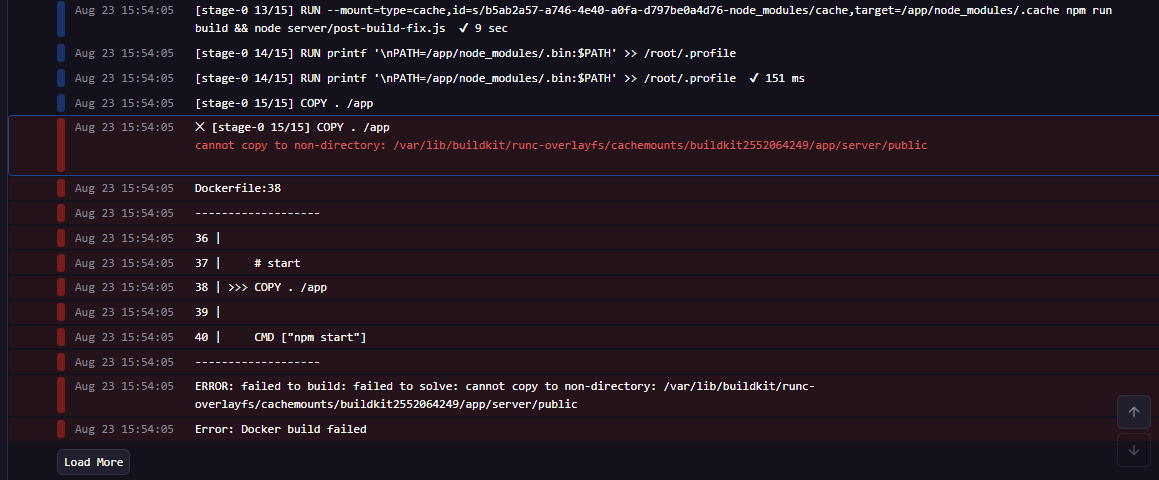 [stage-0 13/15] RUN --mount=type=cache,id=s/b5ab2a57-a746-4e40-a0fa-d797be0a4d76-node_modules/cache,target=/app/node_modules/.cache npm run
Aug 23 15:54:05 build && node server/post-build-fix.js ✓ 9 sec
Aug 23 15:54:05 [stage-0 14/15] RUN printf '\nPATH=/app/node_modules/.bin:$PATH' >> /root/.profile
Aug 23 15:54:05 [stage-0 14/15] RUN printf '\nPATH=/app/node_modules/.bin:$PATH' >> /root/.profile ✓ 151 ms
Aug 23 15:54:05 [stage-0 15/15] COPY . /app
Aug 23 15:54:05 ✕ [stage-0 15/15] COPY . /app
cannot copy to non-directory: /var/lib/buildkit/runc-overlayfs/cachemounts/buildkit2552064249/app/server/public
Aug 23 15:54:05 Dockerfile:38
Aug 23 15:54:05 -------------------
Aug 23 15:54:05 36 |
Aug 23 15:54:05 37 | # start
Aug 23 15:54:05 38 | >>> COPY . /app
Aug 23 15:54:05 39 |
Aug 23 15:54:05 40 | CMD ["npm start"]
Aug 23 15:54:05 -------------------
Aug 23 15:54:05 ERROR: failed to build: failed to solve: cannot copy to non-directory: /var/lib/buildkit/runc-
overlayfs/cachemounts/buildkit2552064249/app/server/public
Aug 23 15:54:05 Error: Docker build failed
Load More